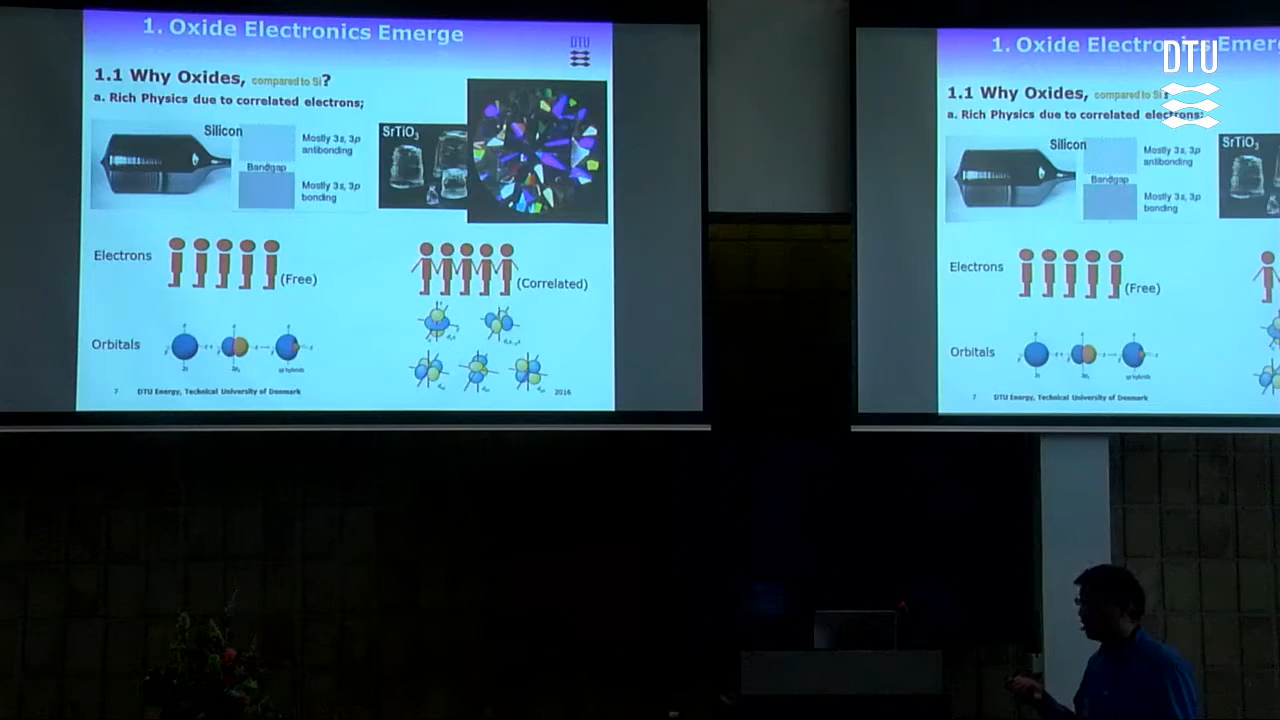 1. Oxide Electronics Emerge
DTU
1.1 Why Oxides, compared to Si?
a. Rich Physics due to correlated electrons;
Silicon
Mostly 3s, 3p
antibonding
Bandgap
Mostly 3s, 3p
bonding
SrTiO3
Electrons
(Free)
(Correlated)
Orbitals
7 DTU Energy, Technical University of Denmark
2016
1. Oxide Electronics Emer
DTU
1.1 Why Oxides, compared to Si?
a. Rich Physics due to correlated electrons;
Silicon
Mostly 3s, 3p
antibonding
Bandgap
Mostly 3s, 3p
bonding
SrTiO3
Electrons
(Free)
Orbitals
7 DTU Energy, Technical University of Denmark